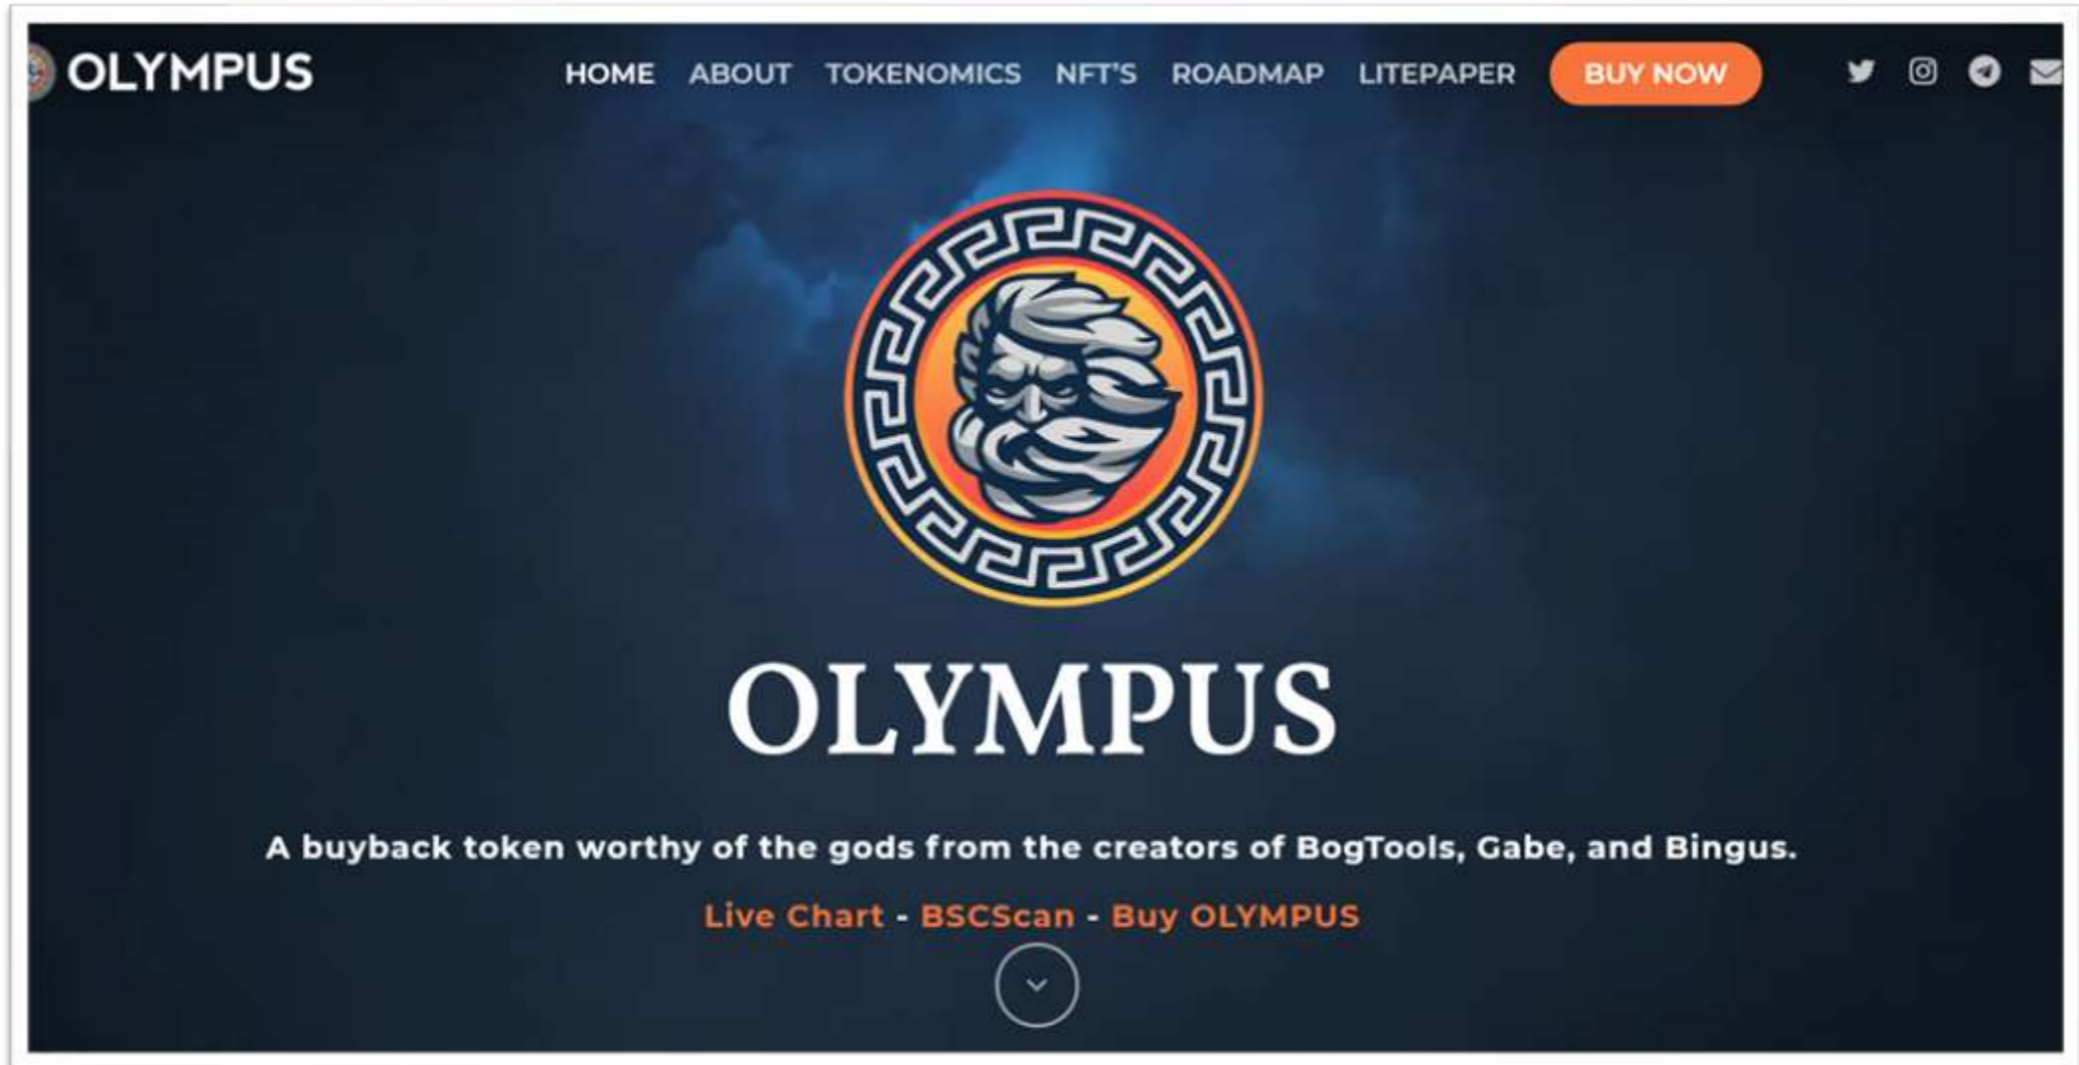 OLYMPUS HOME ABOUT TOKENOMICS NFT'S ROADMAP LITEPAPER BUY NOW
OLYMPUS
A buyback token worthy of the gods from the creators of BogTools, Gabe, and Bingus.
Live Chart - BSCScan - Buy OLYMPUS